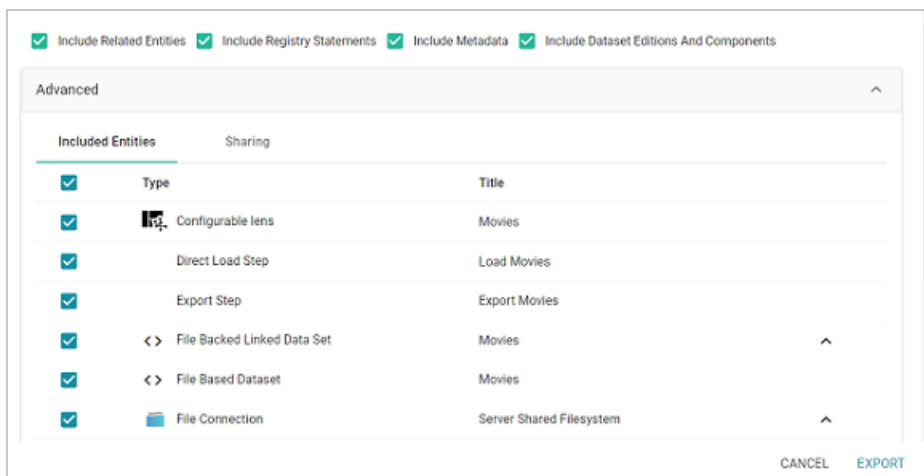 Include Related Entities Include Registry Statements Include Metadata Include Dataset Editions And Components
Advanced
Included Entities Sharing
Type Title
Configurable lens Movies
Direct Load Step Load Movies
Export Step Export Movies
File Backed Linked Data Set Movies
File Based Dataset Movies
File Connection Server Shared Filesystem
CANCEL EXPORT